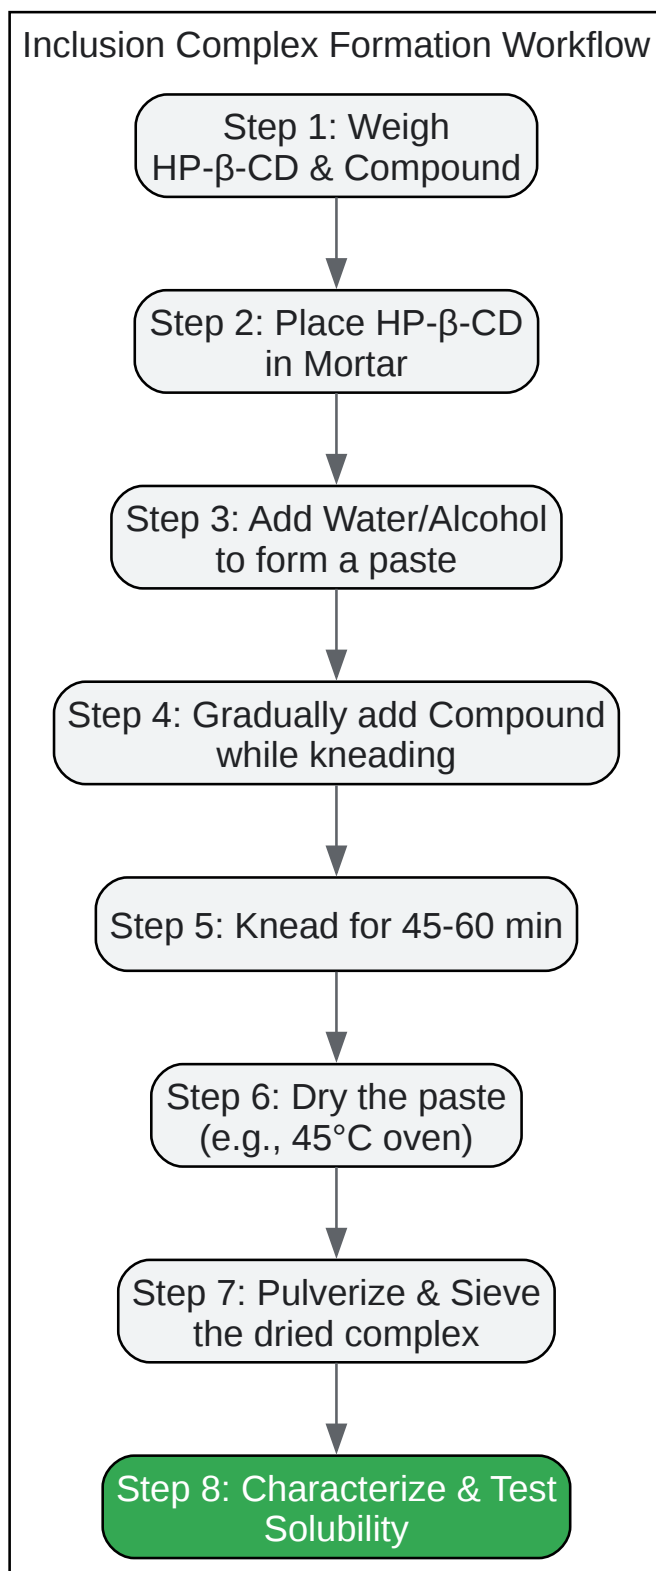 Inclusion Complex Formation Workflow
Step 1: Weigh
HP-β-CD & Compound
Step 2: Place HP-β-CD
in Mortar
Step 3: Add Water/Alcohol
to form a paste
Step 4: Gradually add Compound
while kneading
Step 5: Knead for 45-60 min
Step 6: Dry the paste
(e.g., 45°C oven)
Step 7: Pulverize & Sieve
the dried complex
Step 8: Characterize & Test
Solubility